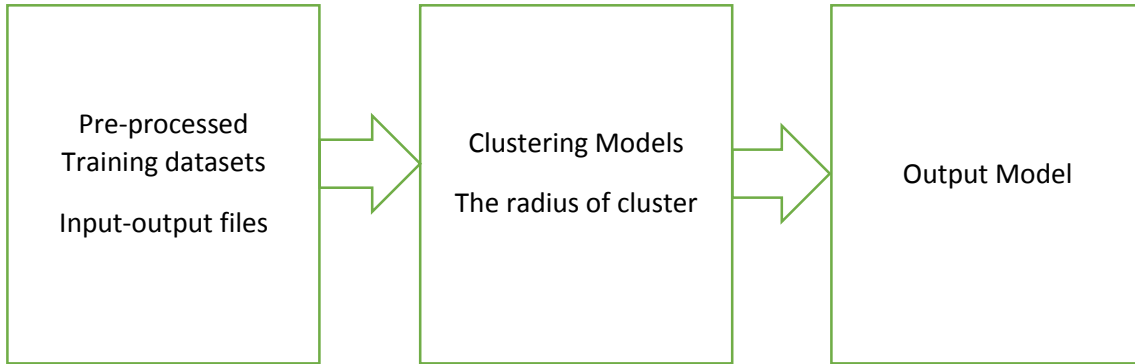 Pre-processed
Training datasets
Input-output files
Clustering Models
The radius of cluster
Output Model